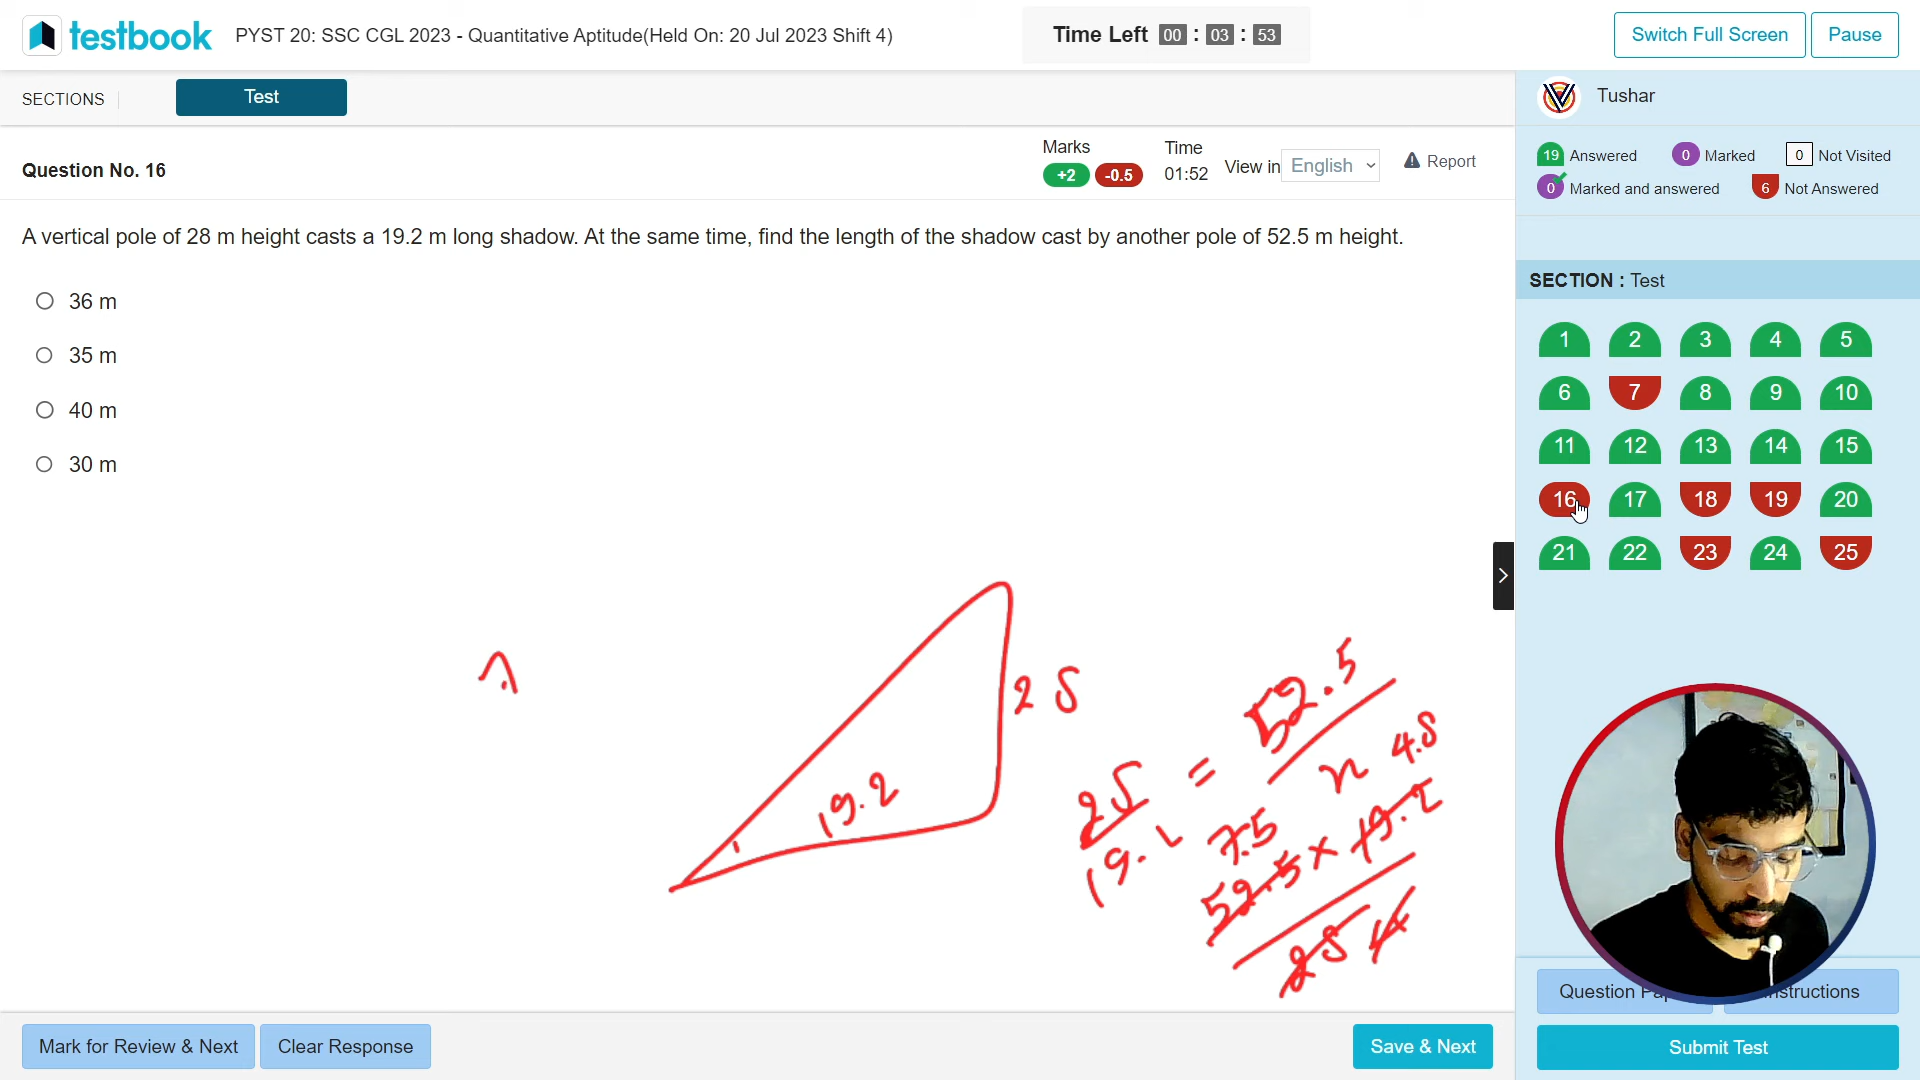 testbook
PYST 20: SSC CGL 2023 - Quantitative Aptitude(Held On: 20 Jul 2023 Shift 4)
Time Left 00 : 03 : 53
Switch Full Screen
Pause
SECTIONS
Test
Tushar
Question No. 16
Marks
+2 -0.5
Time
01:52
View in English
Report
19 Answered
0 Marked
0 Not Visited
0 Marked and answered
6 Not Answered
A vertical pole of 28 m height casts a 19.2 m long shadow. At the same time, find the length of the shadow cast by another pole of 52.5 m height.
36 m
35 m
40 m
30 m
SECTION : Test
1 2 3 4 5
6 7 8 9 10
11 12 13 14 15
16 17 18 19 20
21 22 23 24 25
28
19.2
28 = 52.5
19.2 n
7.5 4.8
52.5 x 19.2
28 4
Question Pap
structions
Mark for Review & Next
Clear Response
Save & Next
Submit Test